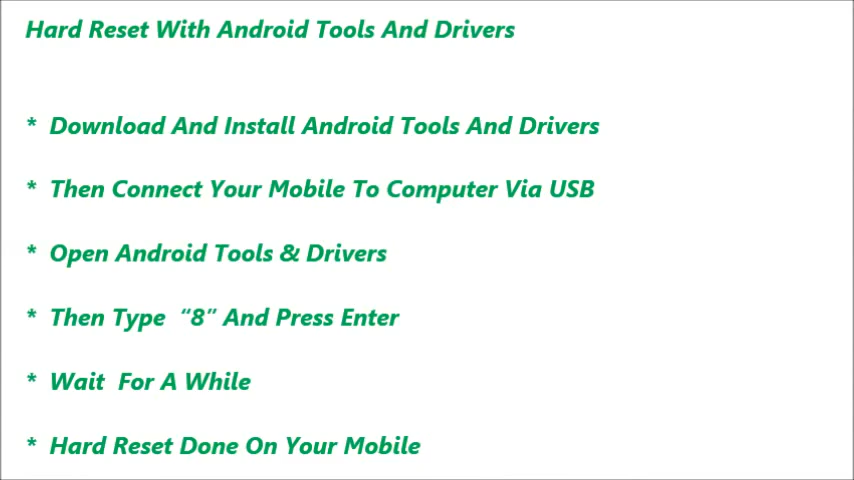 Hard Reset With Android Tools And Drivers
* Download And Install Android Tools And Drivers
* Then Connect Your Mobile To Computer Via USB
* Open Android Tools & Drivers
* Then Type “8” And Press Enter
* Wait For A While
* Hard Reset Done On Your Mobile